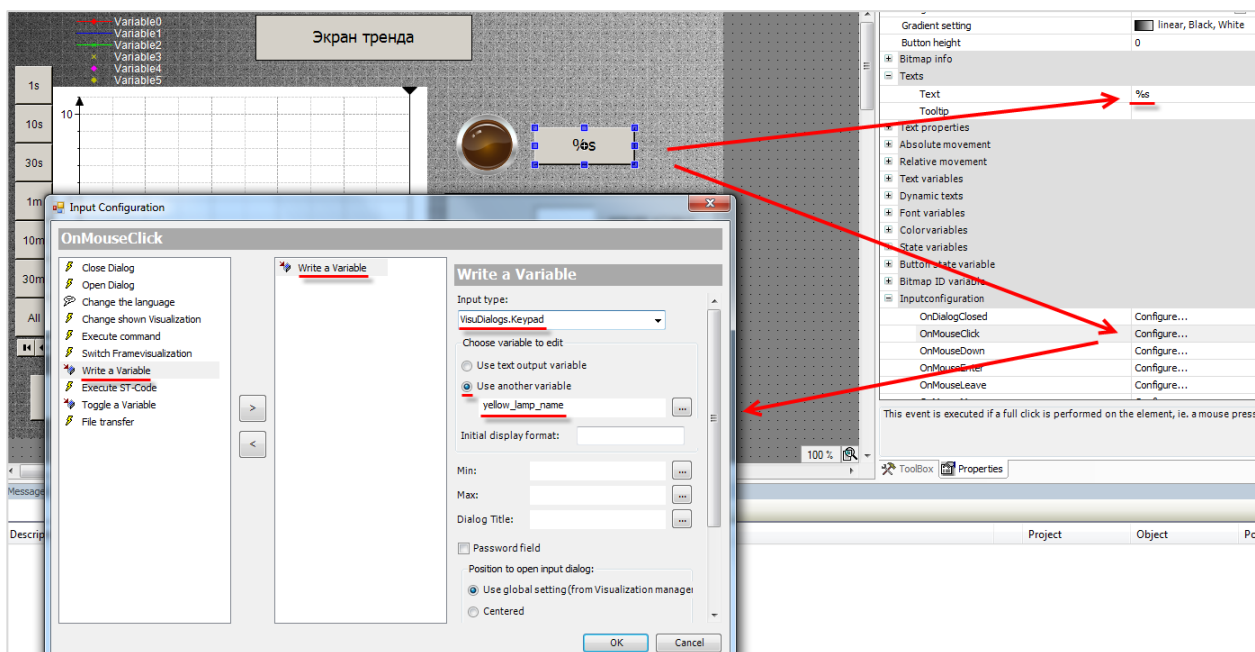 Variable0
Variable1
Variable2
Variable3
Variable4
Variable5
Экран тренда
1s
10s
30s
1m
10m
30m
All
10
%s
Gradient setting
linear, Black, White
Button height
0
Bitmap info
Texts
Text
%s
Tooltip
Text properties
Absolute movement
Relative movement
Text variables
Dynamic texts
Font variables
Colorvariables
State variables
Button state variable
Bitmap ID variable
Inputconfiguration
OnDialogClosed
Configure...
OnMouseClick
Configure...
OnMouseDown
Configure...
OnMouseEnter
Configure...
OnMouseLeave
Configure...
This event is executed if a full click is performed on the element, ie. a mouse press
ToolBox
Properties
100 %
Input Configuration
OnMouseClick
Close Dialog
Open Dialog
Change the language
Change shown Visualization
Execute command
Switch Framevisualization
Write a Variable
Execute ST-Code
Toggle a Variable
File transfer
>
<
Write a Variable
Write a Variable
Input type:
VisuDialogs.Keypad
Choose variable to edit
Use text output variable
Use another variable
yellow_lamp_name
...
Initial display format:
Min:
...
Max:
...
Dialog Title:
...
Password field
Position to open input dialog:
Use global setting(from Visualization manager
Centered
OK
Cancel
Message
Descrip
Project
Object
Po